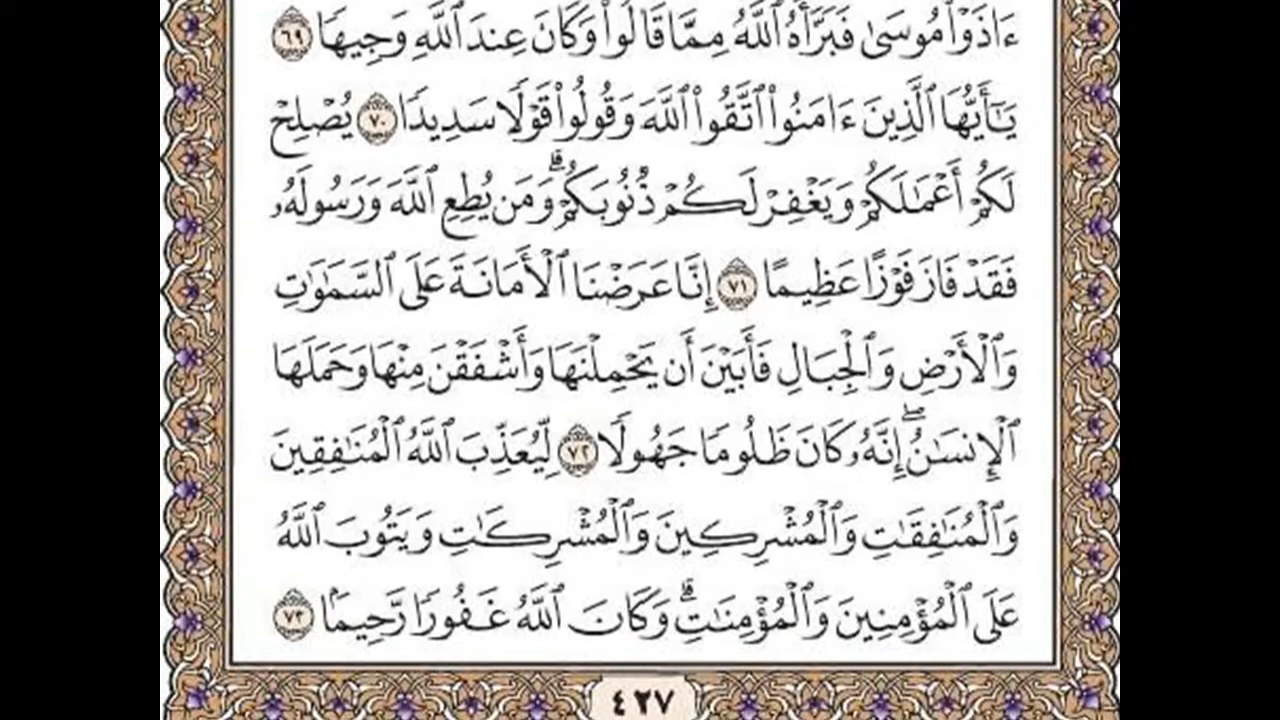 ءَاذَوْا۟ مُوسَىٰ فَبَرَّأَهُ ٱللَّهُ مِمَّا قَالُوا۟ وَكَانَ عِندَ ٱللَّهِ وَجِيهًا ٦٩
يَـٰٓأَيُّهَا ٱلَّذِينَ ءَامَنُوا۟ ٱتَّقُوا۟ ٱللَّهَ وَقُولُوا۟ قَوْلًا سَدِيدًا ٧٠ يُصْلِحْ
لَكُمْ أَعْمَـٰلَكُمْ وَيَغْفِرْ لَكُمْ ذُنُوبَكُمْ ۗ وَمَن يُطِعِ ٱللَّهَ وَرَسُولَهُۥ
فَقَدْ فَازَ فَوْزًا عَظِيمًا ٧١ إِنَّا عَرَضْنَا ٱلْأَمَانَةَ عَلَى ٱلسَّمَـٰوَٰتِ
وَٱلْأَرْضِ وَٱلْجِبَالِ فَأَبَيْنَ أَن يَحْمِلْنَهَا وَأَشْفَقْنَ مِنْهَا وَحَمَلَهَا
ٱلْإِنسَـٰنُ ۖ إِنَّهُۥ كَانَ ظَلُومًا جَهُولًا ٧٢ لِّيُعَذِّبَ ٱللَّهُ ٱلْمُنَـٰفِقِينَ
وَٱلْمُنَـٰفِقَـٰتِ وَٱلْمُشْرِكِينَ وَٱلْمُشْرِكَـٰتِ وَيَتُوبَ ٱللَّهُ
عَلَى ٱلْمُؤْمِنِينَ وَٱلْمُؤْمِنَـٰتِ ۗ وَكَانَ ٱللَّهُ غَفُورًا رَّحِيمًۢا ٧٣
٤٢٧